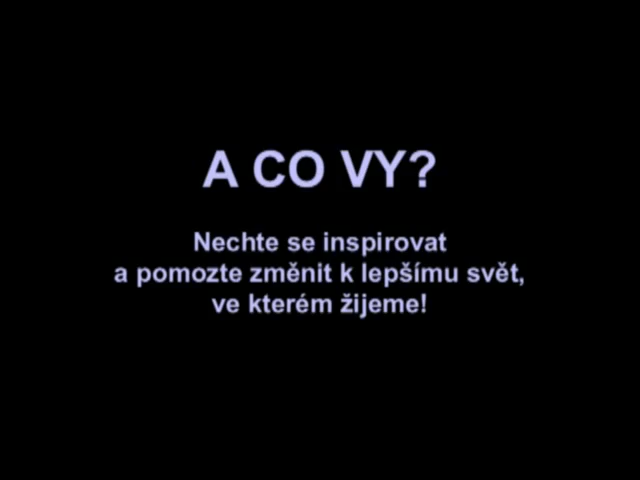 A CO VY?
Nechte se inspirovat
a pomozte změnit k lepšímu svět,
ve kterém žijeme!